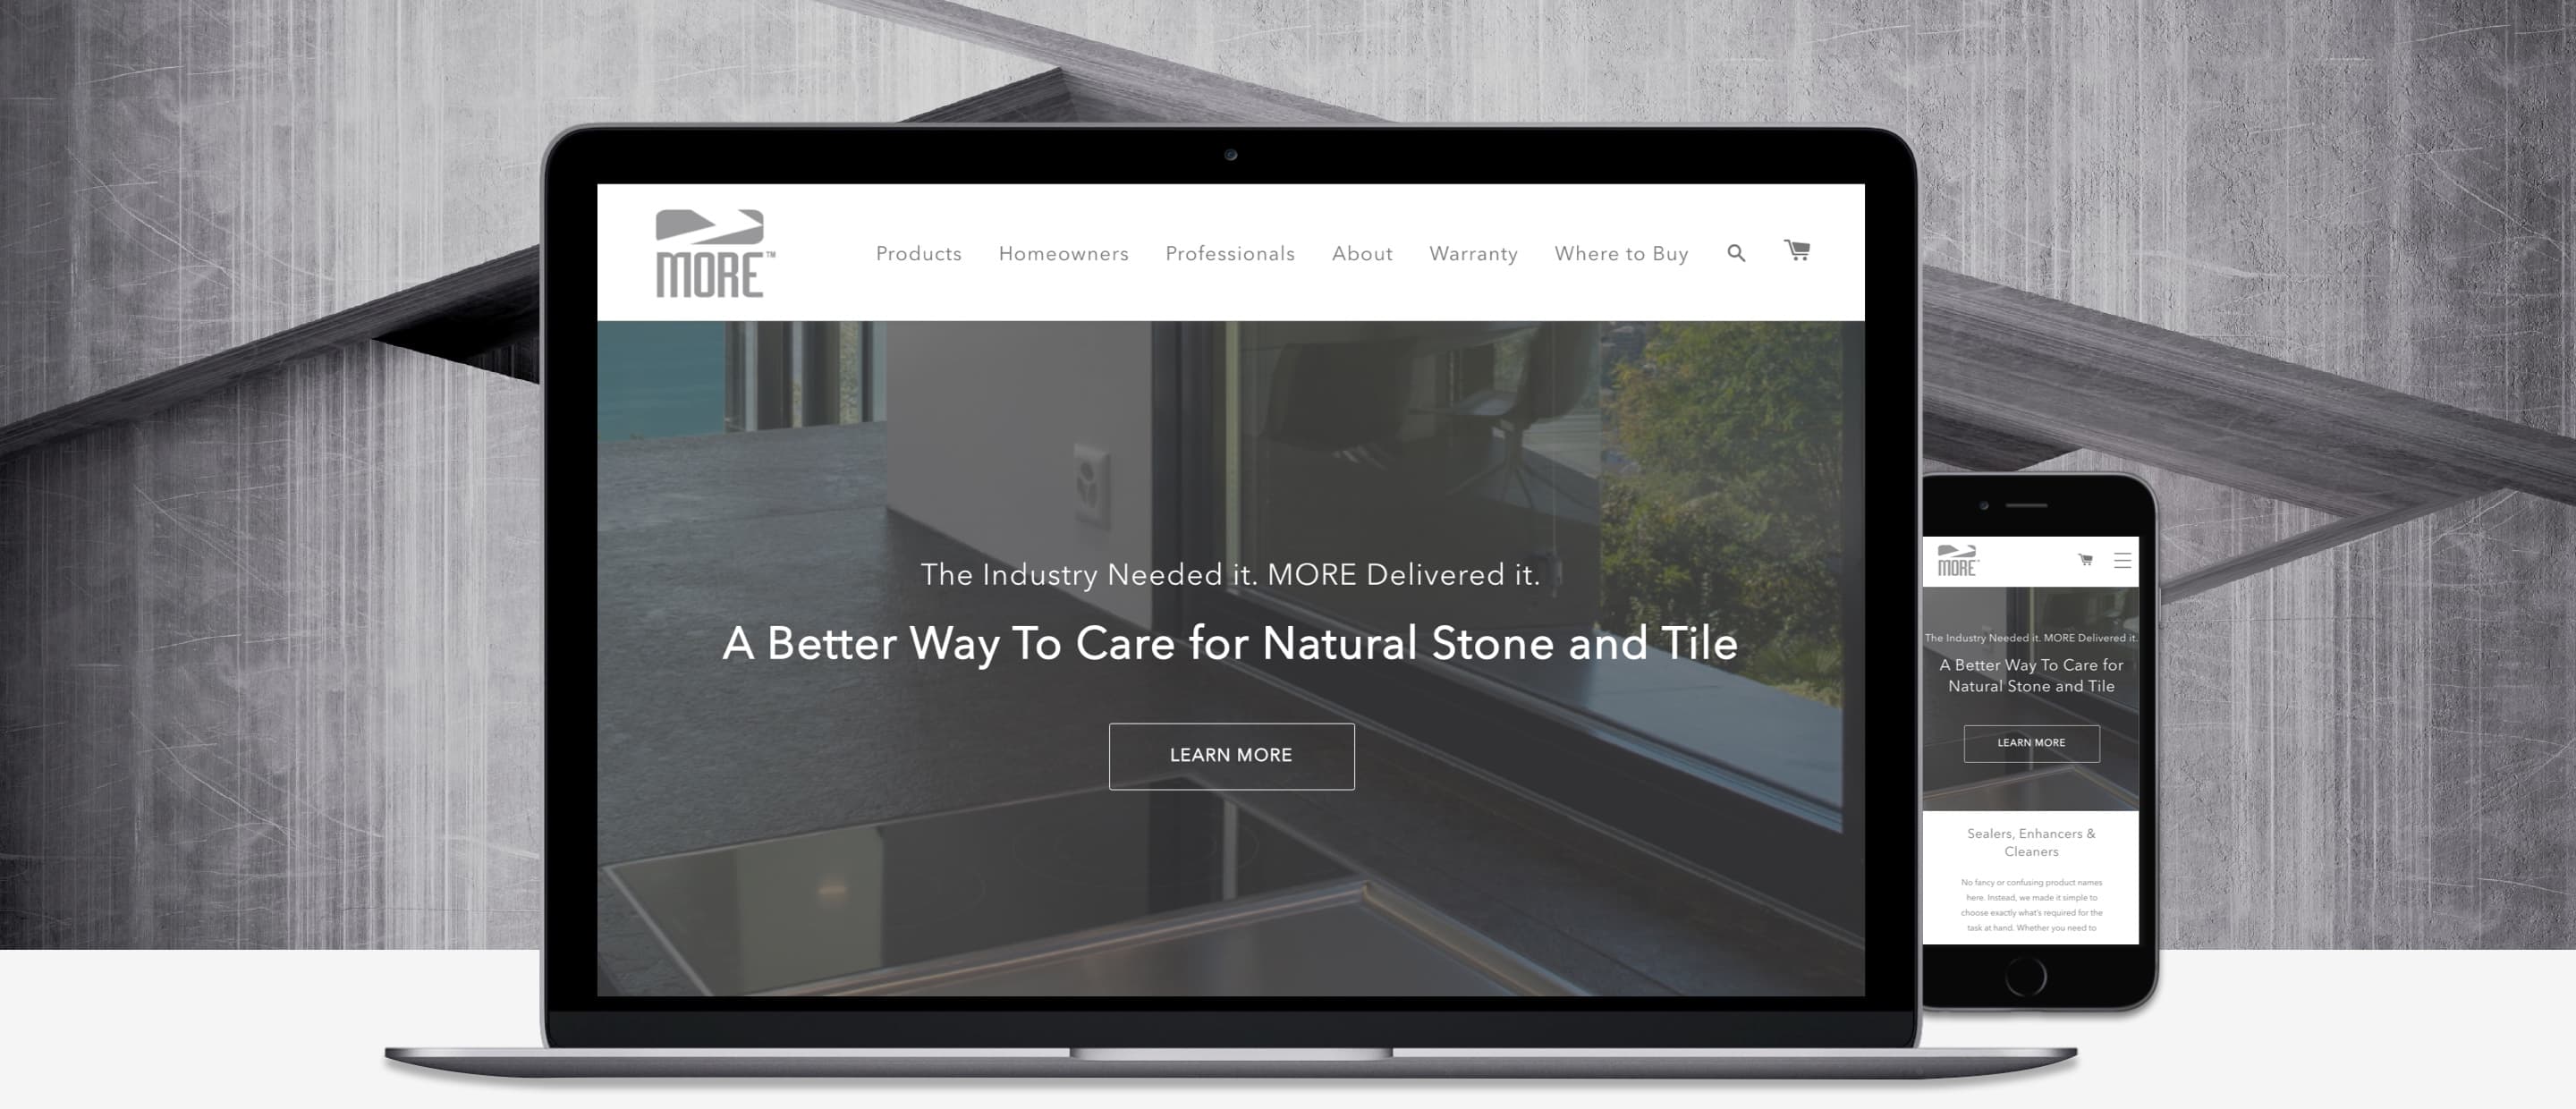 MORE™
Products Homeowners Professionals About Warranty Where to Buy
The Industry Needed it. MORE Delivered it.
A Better Way To Care for Natural Stone and Tile
LEARN MORE
MORE
The Industry Needed it. MORE Delivered it.
A Better Way To Care for
Natural Stone and Tile
LEARN MORE
Sealers, Enhancers &
Cleaners
No fancy or confusing product names
here. Instead, we made it simple to
choose exactly what's required for the
task at hand. Whether you need to